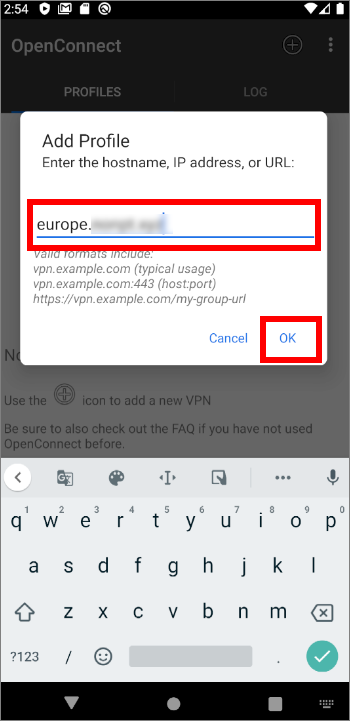 2:54
OpenConnect
PROFILES LOG
Add Profile
Enter the hostname, IP address, or URL:
europe.
Valid formats include:
vpn.example.com (typical usage)
vpn.example.com:443 (host:port)
https://vpn.example.com/my-group-url
Cancel OK
No
Use the icon to add a new VPN
Be sure to also check out the FAQ if you have not used
OpenConnect before.
1 2 3 4 5 6 7 8 9 0
q w e r t y u i o p
a s d f g h j k l
z x c v b n m
?123 / .